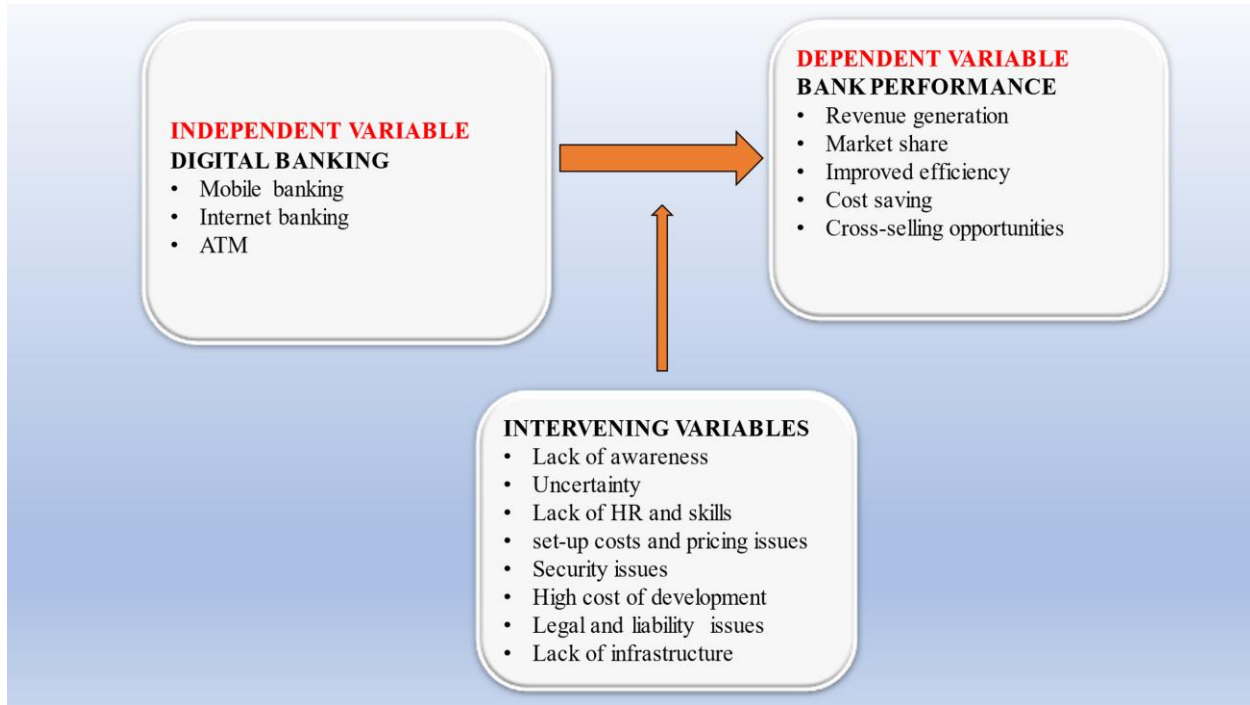 INDEPENDENT VARIABLE
DIGITAL BANKING
• Mobile banking
• Internet banking
• ATM
DEPENDENT VARIABLE
BANK PERFORMANCE
• Revenue generation
• Market share
• Improved efficiency
• Cost saving
• Cross-selling opportunities
INTERVENING VARIABLES
• Lack of awareness
• Uncertainty
• Lack of HR and skills
• set-up costs and pricing issues
• Security issues
• High cost of development
• Legal and liability issues
• Lack of infrastructure